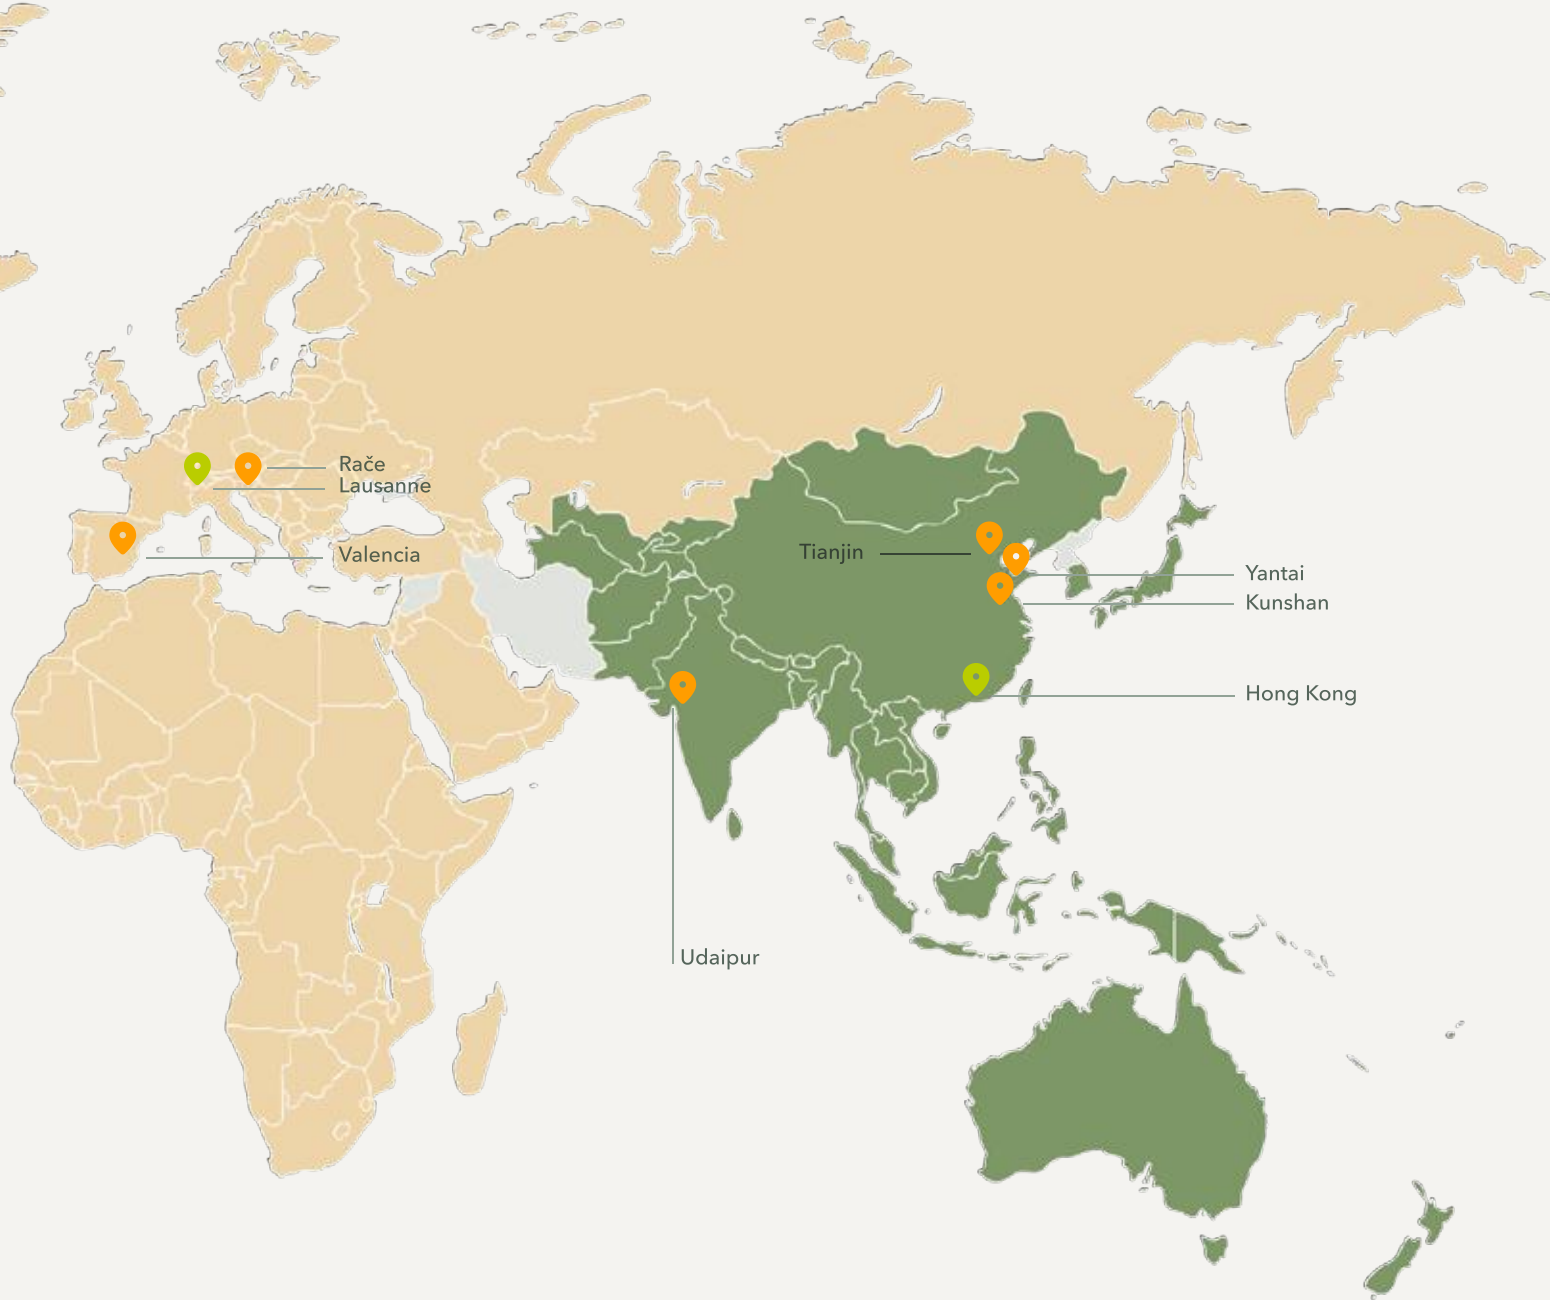 Rače
Lausanne
Valencia
Tianjin
Yantai
Kunshan
Hong Kong
Udaipur